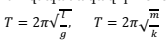 T = 2π√l/g, T = 2π√m/k